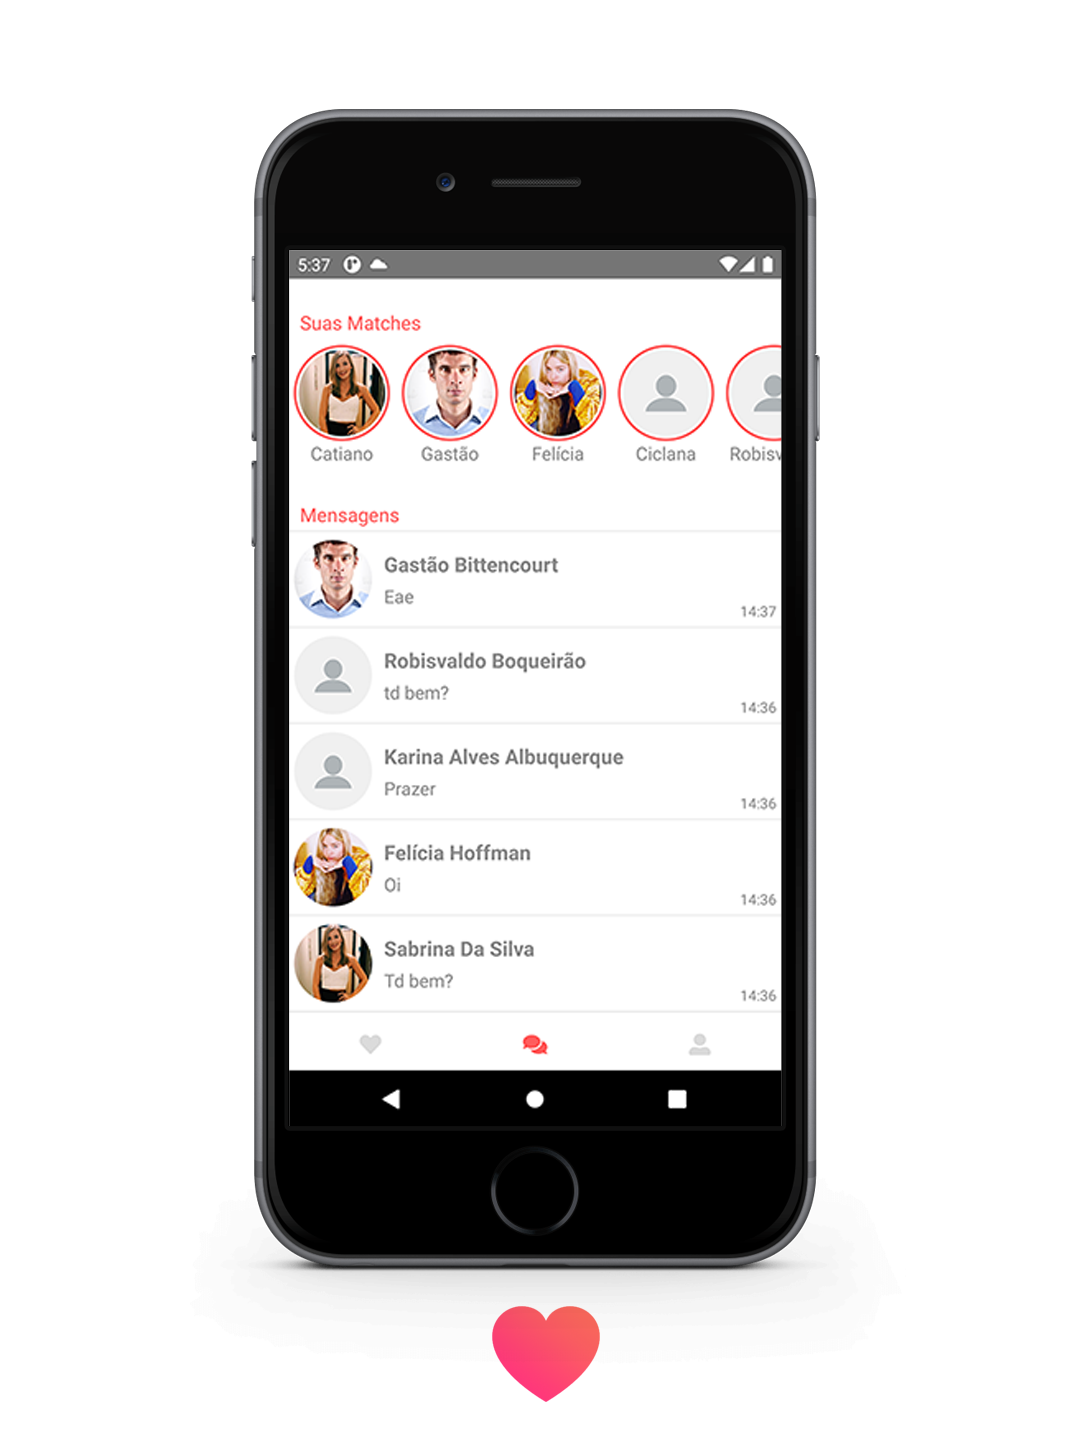 5:37
Suas Matches
Catiano Gastão Felícia Ciclana Robisv
Mensagens
Gastão Bittencourt
Eae
14:37
Robisvaldo Boqueirão
td bem?
14:36
Karina Alves Albuquerque
Prazer
14:36
Felícia Hoffman
Oi
14:36
Sabrina Da Silva
Td bem?
14:36